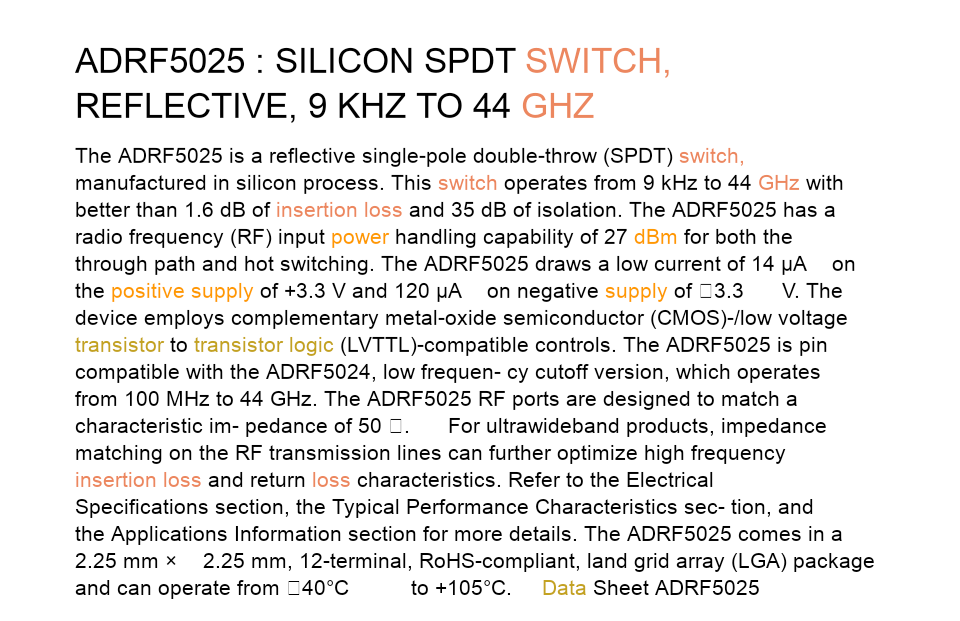 ADRF5025 : SILICON SPDT SWITCH,
REFLECTIVE, 9 KHZ TO 44 GHZ
The ADRF5025 is a reflective single-pole double-throw (SPDT) switch,
manufactured in silicon process. This switch operates from 9 kHz to 44 GHz with
better than 1.6 dB of insertion loss and 35 dB of isolation. The ADRF5025 has a
radio frequency (RF) input power handling capability of 27 dBm for both the
through path and hot switching. The ADRF5025 draws a low current of 14 μA on
the positive supply of +3.3 V and 120 μA on negative supply of □3.3 V. The
device employs complementary metal-oxide semiconductor (CMOS)-/low voltage
transistor to transistor logic (LVTTL)-compatible controls. The ADRF5025 is pin
compatible with the ADRF5024, low frequen- cy cutoff version, which operates
from 100 MHz to 44 GHz. The ADRF5025 RF ports are designed to match a
characteristic im- pedance of 50 □. For ultrawideband products, impedance
matching on the RF transmission lines can further optimize high frequency
insertion loss and return loss characteristics. Refer to the Electrical
Specifications section, the Typical Performance Characteristics sec- tion, and
the Applications Information section for more details. The ADRF5025 comes in a
2.25 mm × 2.25 mm, 12-terminal, RoHS-compliant, land grid array (LGA) package
and can operate from □40°C to +105°C. Data Sheet ADRF5025